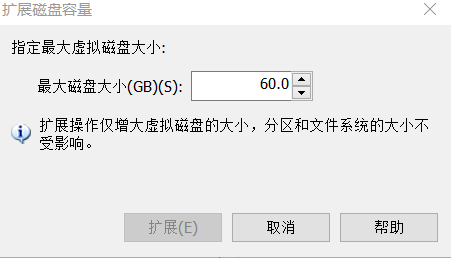 扩展磁盘容量
指定最大虚拟磁盘大小:
最大磁盘大小(GB)(S): 60.0
扩展操作仅增大虚拟磁盘的大小，分区和文件系统的大小不
受影响。
扩展(E) 取消 帮助